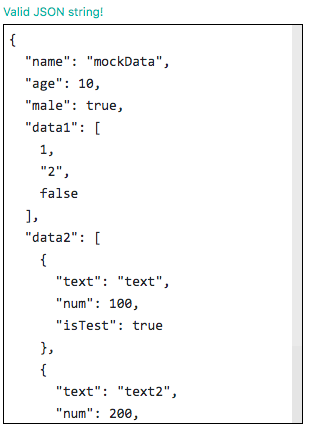 Valid JSON string!
{
  "name": "mockData",
  "age": 10,
  "male": true,
  "data1": [
    1,
    "2",
    false
  ],
  "data2": [
    {
      "text": "text",
      "num": 100,
      "isTest": true
    },
    {
      "text": "text2",
      "num": 200,